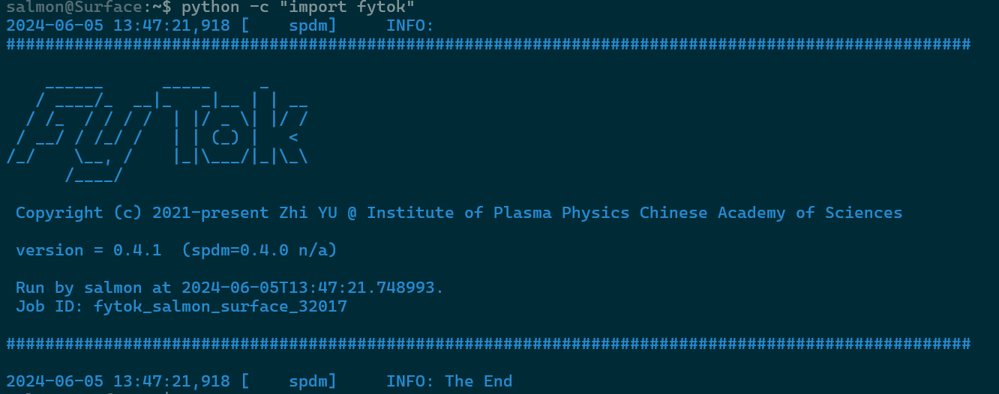 salmon@Surface:~$ python -c "import fytok"
2024-06-05 13:47:21,918 [    spdm]     INFO:
###################################################################################################
    ______      _____     _
   / ____/_  __|_   _|__ | | __
  / /_  / / / /  | |/ _ \| |/ /
 / __/ / /_/ /   | | (_) |   <
/_/    \__, /    |_|\___/|_|\_\
      /____/
 Copyright (c) 2021-present Zhi YU @ Institute of Plasma Physics Chinese Academy of Sciences
 version = 0.4.1  (spdm=0.4.0 n/a)
 Run by salmon at 2024-06-05T13:47:21.748993.
 Job ID: fytok_salmon_surface_32017
###################################################################################################
2024-06-05 13:47:21,918 [    spdm]     INFO: The End